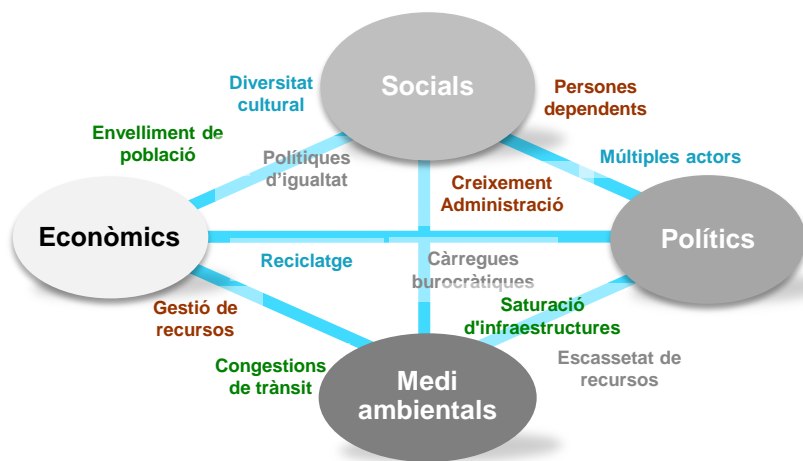 Socials
Diversitat
cultural
Persones
dependents
Envelliment de
població
Polítiques
d’igualtat
Múltiples actors
Creixement
Administració
Econòmics
Polítics
Reciclatge
Càrregues
burocràtiques
Gestió de
recursos
Saturació
d'infraestructures
Congestions
de trànsit
Medi
ambientals
Escassetat de
recursos